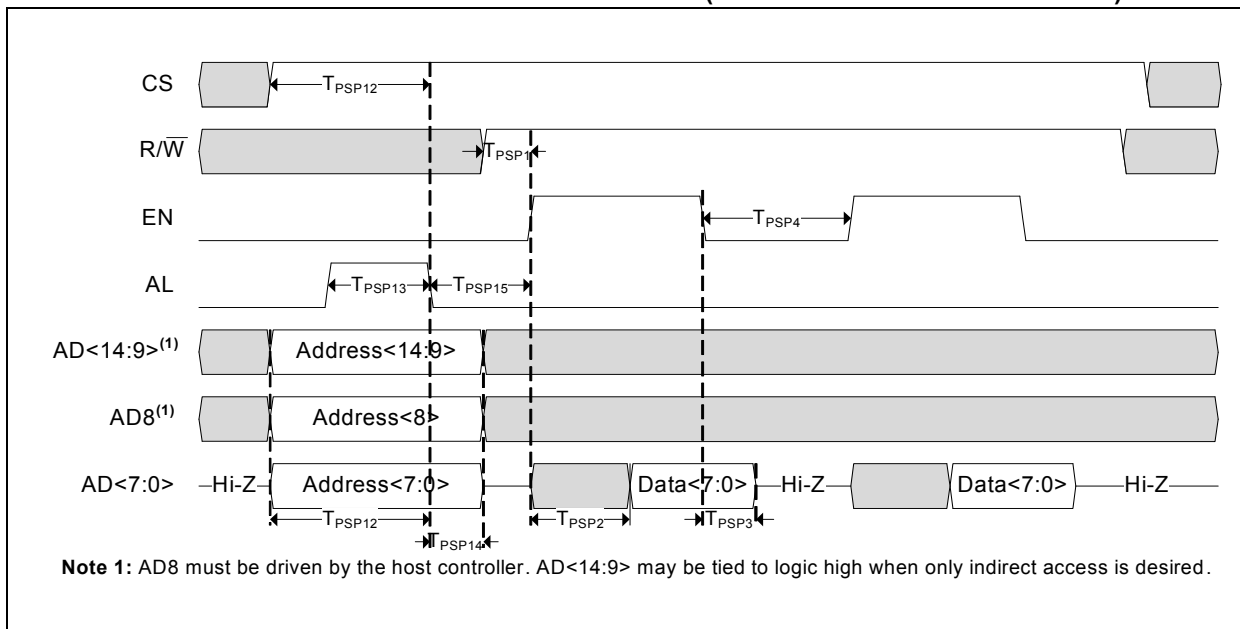 CS
T_PSP12
R/W̅
T_PSP1
EN
T_PSP4
AL
T_PSP13 T_PSP15
AD<14:9>(1) Address<14:9>
AD8(1) Address<8>
AD<7:0> Hi-Z Address<7:0> Data<7:0> Hi-Z Data<7:0> Hi-Z
T_PSP12 T_PSP2 T_PSP3
T_PSP14
Note 1: AD8 must be driven by the host controller. AD<14:9> may be tied to logic high when only indirect access is desired.